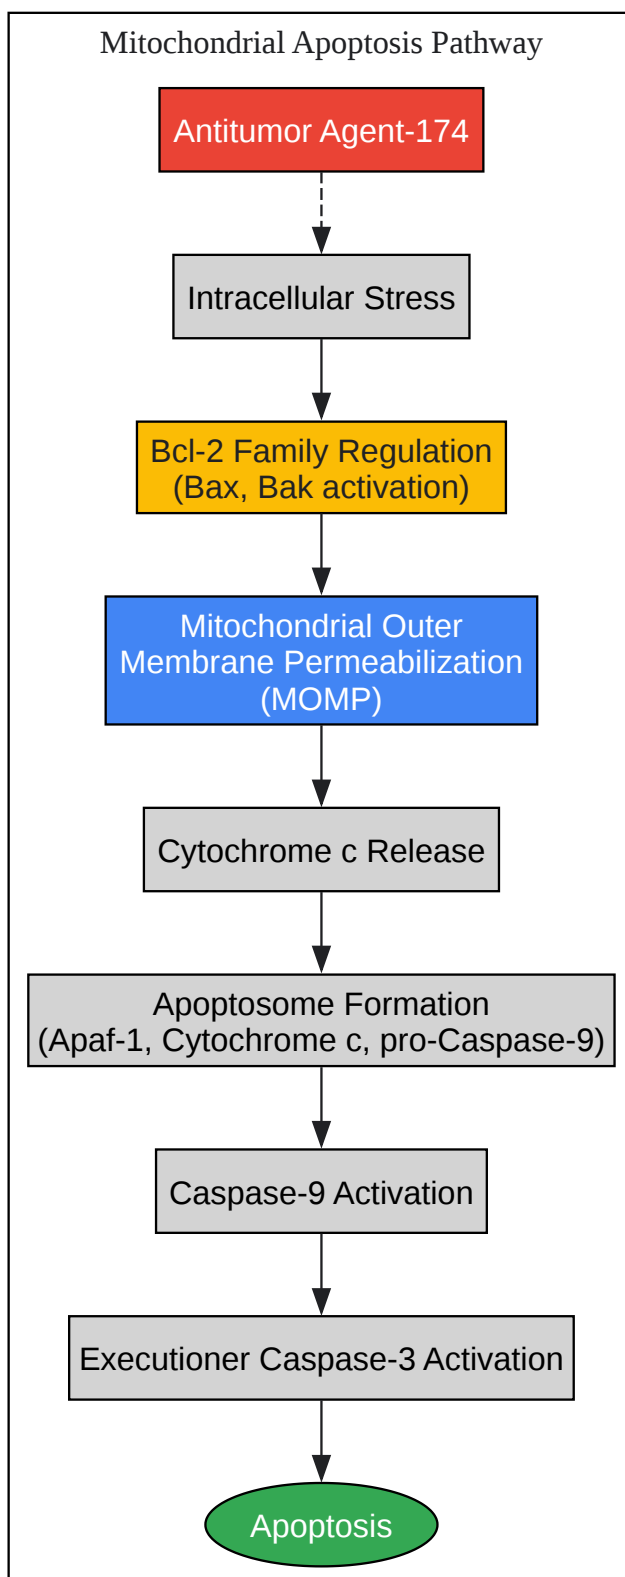 Mitochondrial Apoptosis Pathway
Antitumor Agent-174
Intracellular Stress
Bcl-2 Family Regulation
(Bax, Bak activation)
Mitochondrial Outer
Membrane Permeabilization
(MOMP)
Cytochrome c Release
Apoptosome Formation
(Apaf-1, Cytochrome c, pro-Caspase-9)
Caspase-9 Activation
Executioner Caspase-3 Activation
Apoptosis